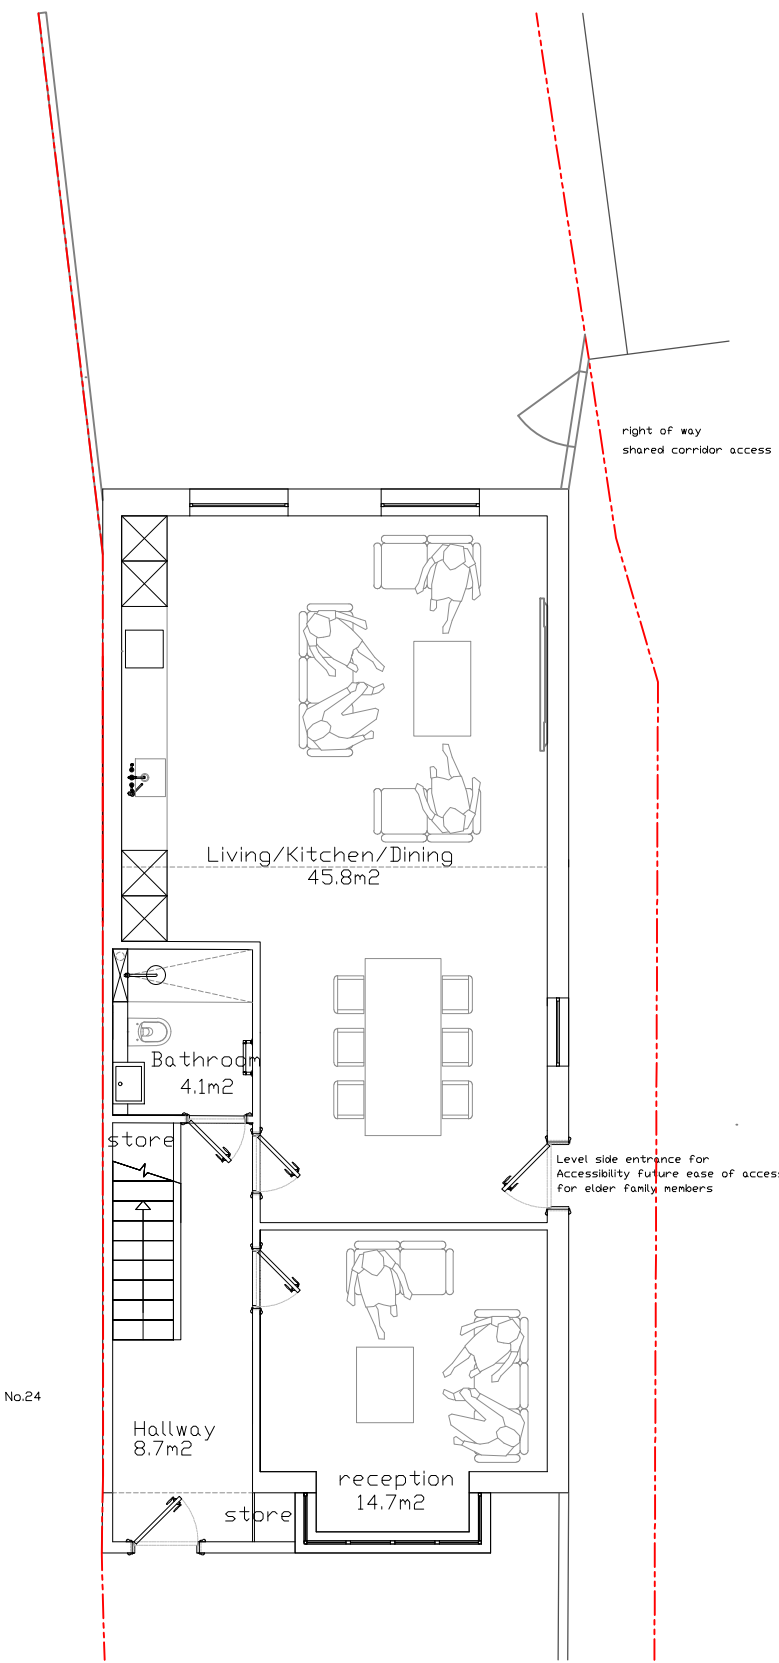 right of way
shared corridor access
Living/Kitchen/Dining
45.8m2
Bathroom
4.1m2
store
Level side entrance for
Accessibility future ease of access
for elder family members
No.24
Hallway
8.7m2
reception
14.7m2
store